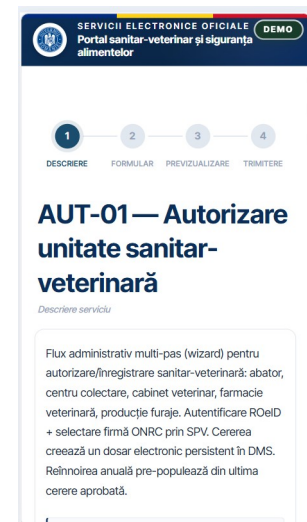 SERVICII ELECTRONICE OFICIALE
DEMO
Portal sanitar-veterinar și siguranța
alimentelor
1
2
3
4
DESCRIERE
FORMULAR
PREVIZUALIZARE
TRIMITERE
AUT-01 — Autorizare
unitate sanitar-
veterinară
Descriere serviciu
Flux administrativ multi-pas (wizard) pentru
autorizare/înregistrare sanitar-veterinară: abator,
centru colectare, cabinet veterinar, farmacie
veterinară, producție furaje. Autentificare ROeID
+ selectare firmă ONRC prin SPV. Cererea
creează un dosar electronic persistent în DMS.
Reînnoirea anuală pre-populează din ultima
cerere aprobată.